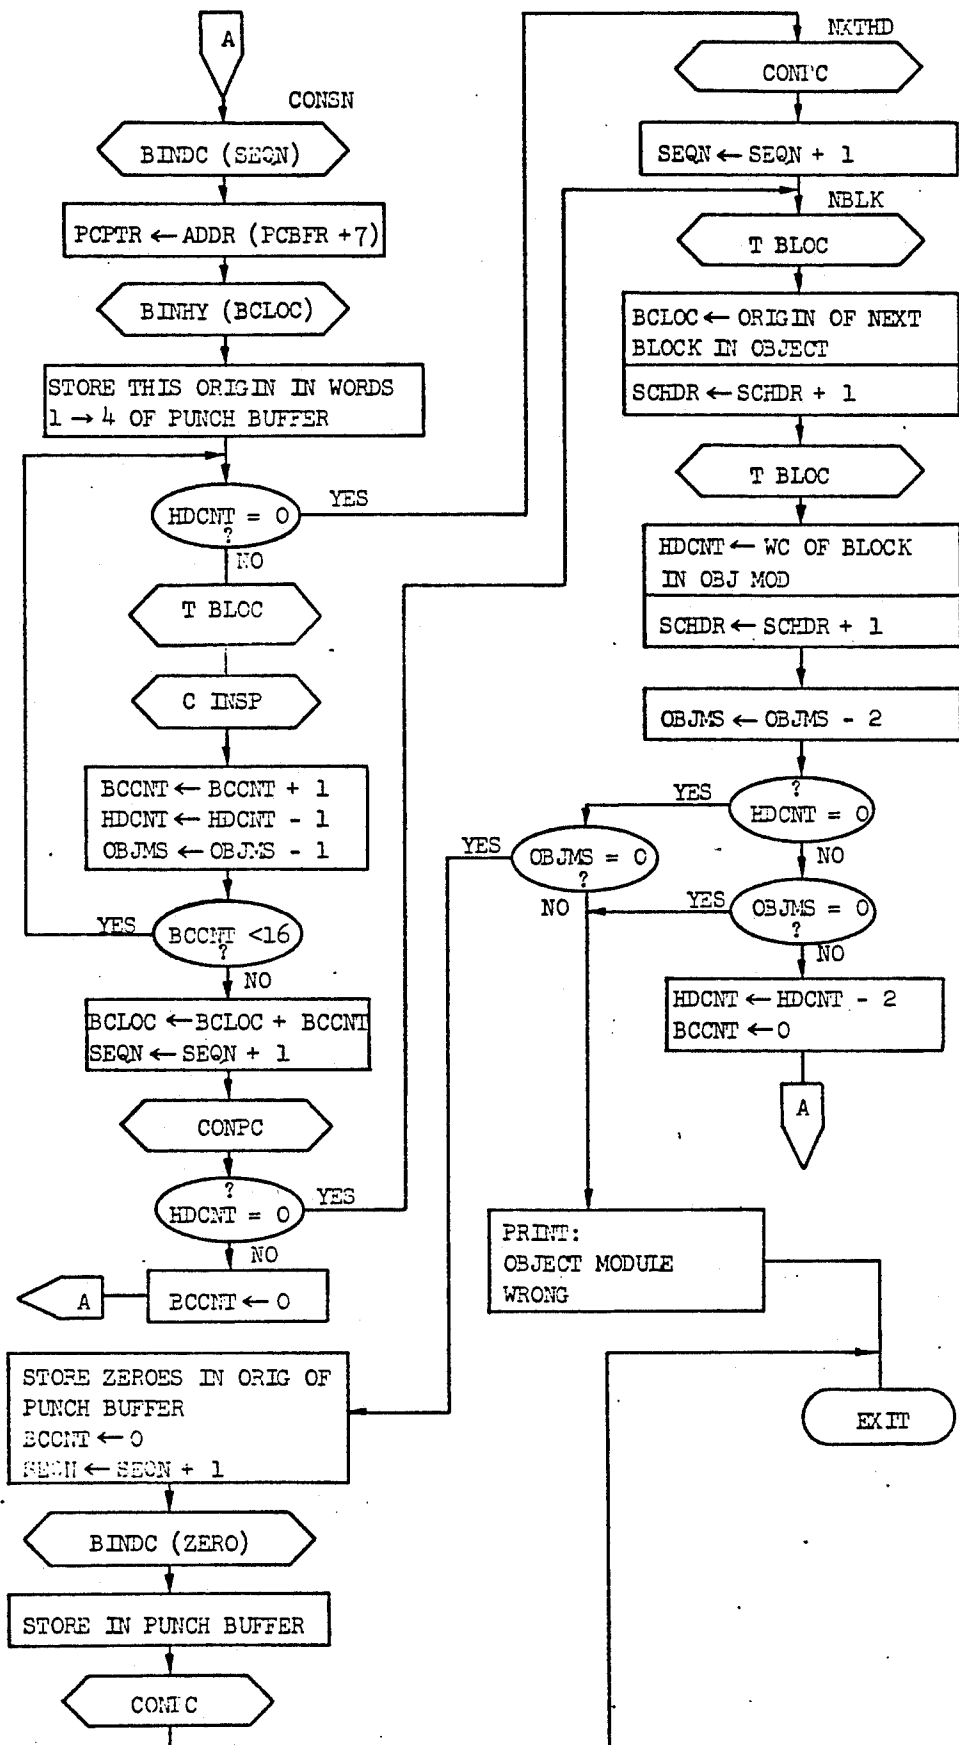 A
CONSN
BINDC (SEQN)
PCPTR ← ADDR (PCBFR +7)
BINHY (BCLOC)
STORE THIS ORIGIN IN WORDS
1 → 4 OF PUNCH BUFFER
HDCNT = 0
?
YES
NO
T BLOC
C INSP
BCCNT ← BCCNT + 1
HDCNT ← HDCNT - 1
OBJMS ← OBJMS - 1
YES
BCCNT <16
?
NO
BCLOC ← BCLOC + BCCNT
SEQN ← SEQN + 1
CONPC
?
HDCNT = 0
YES
NO
A
BCCNT ← 0
STORE ZEROES IN ORIG OF
PUNCH BUFFER
BCCNT ← 0
SEQN ← SEQN + 1
BINDC (ZERO)
STORE IN PUNCH BUFFER
CONPC
NXTHD
CONPC
SEQN ← SEQN + 1
NBLK
T BLOC
BCLOC ← ORIGIN OF NEXT
BLOCK IN OBJECT
SCHDR ← SCHDR + 1
T BLOC
HDCNT ← WC OF BLOCK
IN OBJ MOD
SCHDR ← SCHDR + 1
OBJMS ← OBJMS - 2
YES
?
HDCNT = 0
NO
YES
OBJMS = 0
?
NO
YES
OBJMS = 0
?
NO
HDCNT ← HDCNT - 2
BCCNT ← 0
A
PRINT:
OBJECT MODULE
WRONG
EXIT